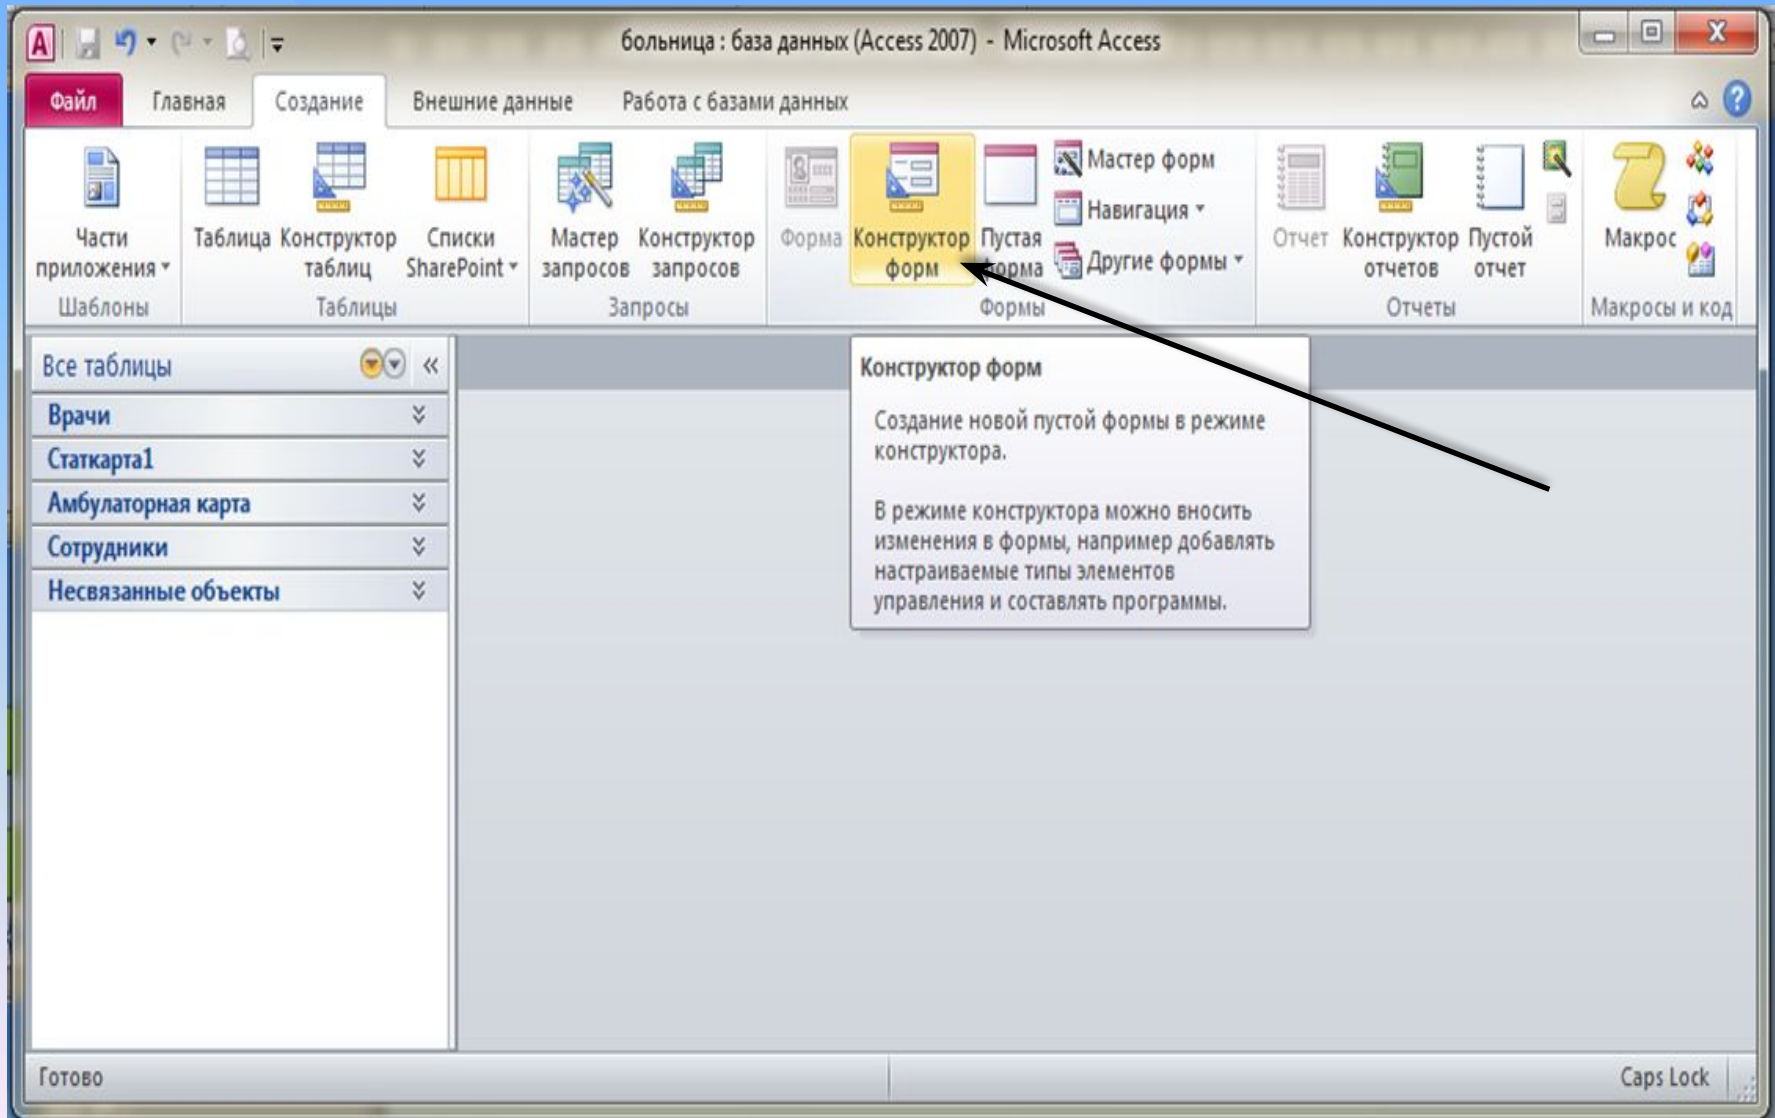 больница : база данных (Access 2007) - Microsoft Access
Файл Главная Создание Внешние данные Работа с базами данных
Части приложения
Таблица
Конструктор таблиц
Списки SharePoint
Мастер запросов
Конструктор запросов
Форма
Конструктор форм
Пустая форма
Мастер форм
Навигация
Другие формы
Отчет
Конструктор отчетов
Пустой отчет
Макрос
Шаблоны Таблицы Запросы Формы Отчеты Макросы и код
Все таблицы
Врачи
Статкарта1
Амбулаторная карта
Сотрудники
Несвязанные объекты
Конструктор форм
Создание новой пустой формы в режиме
конструктора.
В режиме конструктора можно вносить
изменения в формы, например добавлять
настраиваемые типы элементов
управления и составлять программы.
Готово Caps Lock